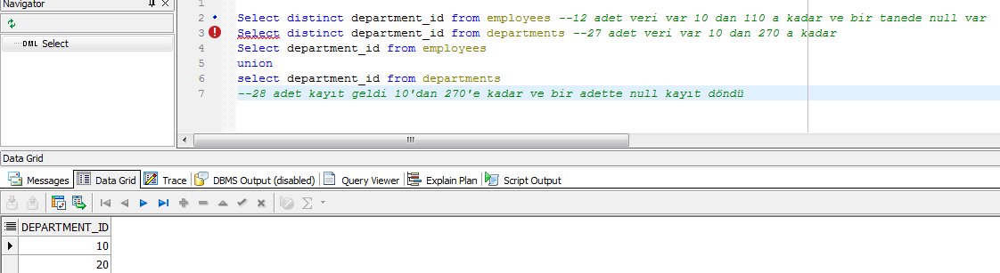 Navigator
DML Select
1
2 Select distinct department_id from employees --12 adet veri var 10 dan 110 a kadar ve bir tanede null var
3 Select distinct department_id from departments --27 adet veri var 10 dan 270 a kadar
4 Select department_id from employees
5 union
6 select department_id from departments
7 --28 adet kayıt geldi 10'dan 270'e kadar ve bir adette null kayıt döndü
Data Grid
Messages Data Grid Trace DBMS Output (disabled) Query Viewer Explain Plan Script Output
DEPARTMENT_ID
10
20